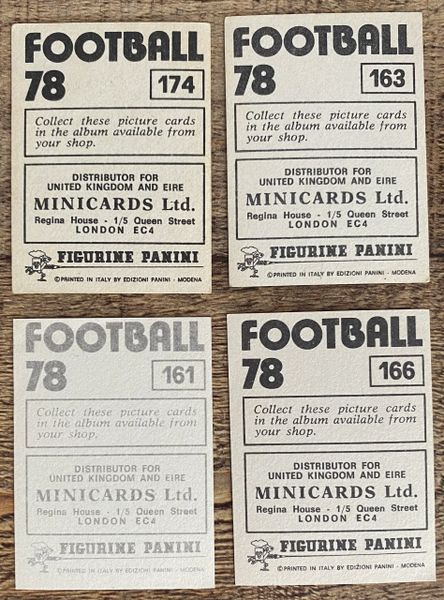 FOOTBALL
78 174
Collect these picture cards
in the album available from
your shop.
DISTRIBUTOR FOR
UNITED KINGDOM AND EIRE
MINICARDS Ltd.
Regina House - 1/5 Queen Street
LONDON EC4
FIGURINE PANINI
© PRINTED IN ITALY BY EDIZIONI PANINI - MODENA
FOOTBALL
78 163
Collect these picture cards
in the album available from
your shop.
DISTRIBUTOR FOR
UNITED KINGDOM AND EIRE
MINICARDS Ltd.
Regina House - 1/5 Queen Street
LONDON EC4
FIGURINE PANINI
© PRINTED IN ITALY BY EDIZIONI PANINI - MODENA
FOOTBALL
78 161
Collect these picture cards
in the album available from
your shop.
DISTRIBUTOR FOR
UNITED KINGDOM AND EIRE
MINICARDS Ltd.
Regina House - 1/5 Queen Street
LONDON EC4
FIGURINE PANINI
© PRINTED IN ITALY BY EDIZIONI PANINI - MODENA
FOOTBALL
78 166
Collect these picture cards
in the album available from
your shop.
DISTRIBUTOR FOR
UNITED KINGDOM AND EIRE
MINICARDS Ltd.
Regina House - 1/5 Queen Street
LONDON EC4
FIGURINE PANINI
© PRINTED IN ITALY BY EDIZIONI PANINI - MODENA